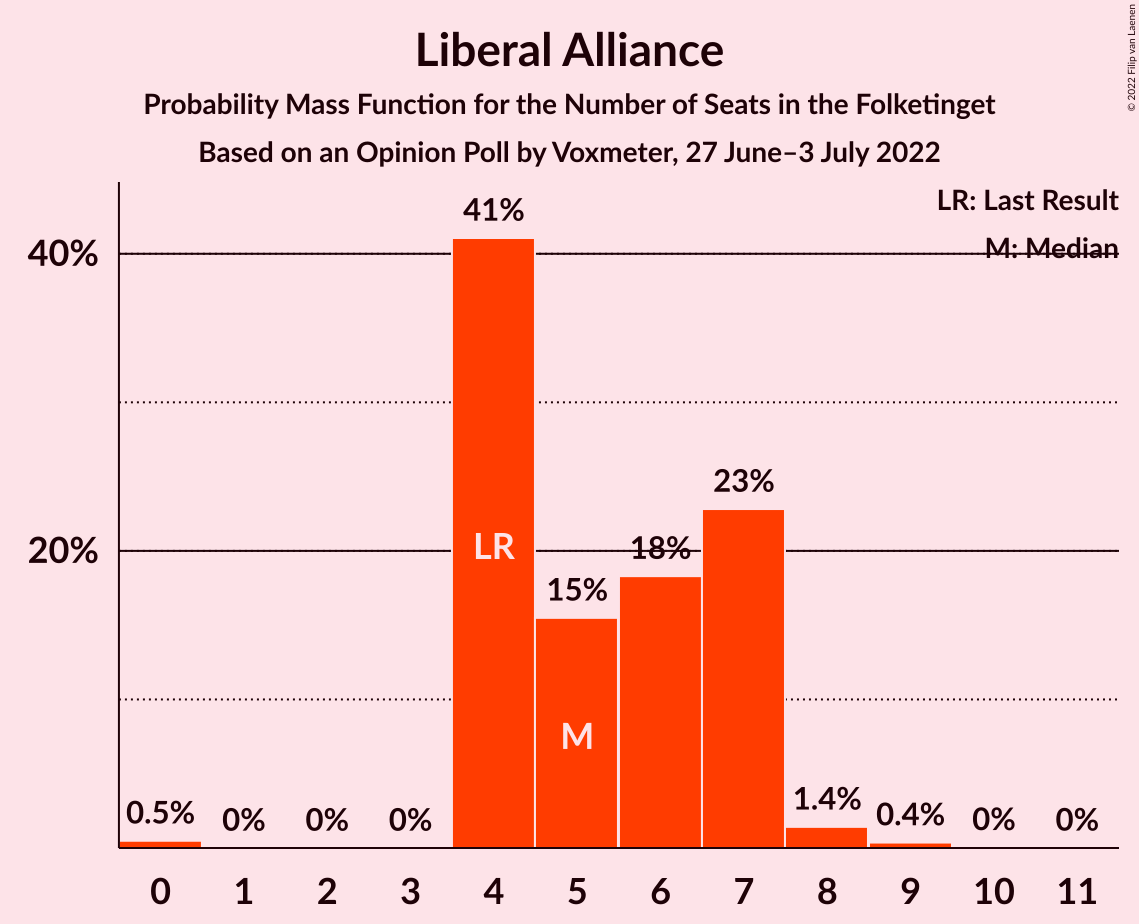 Liberal Alliance
Probability Mass Function for the Number of Seats in the Folketinget
Based on an Opinion Poll by Voxmeter, 27 June–3 July 2022
© 2022 Filip van Laenen
LR: Last Result
M: Median
40%
20%
41%
23%
18%
15%
LR
M
0.5%
0%
0%
0%
1.4%
0.4%
0%
0%
0 1 2 3 4 5 6 7 8 9 10 11